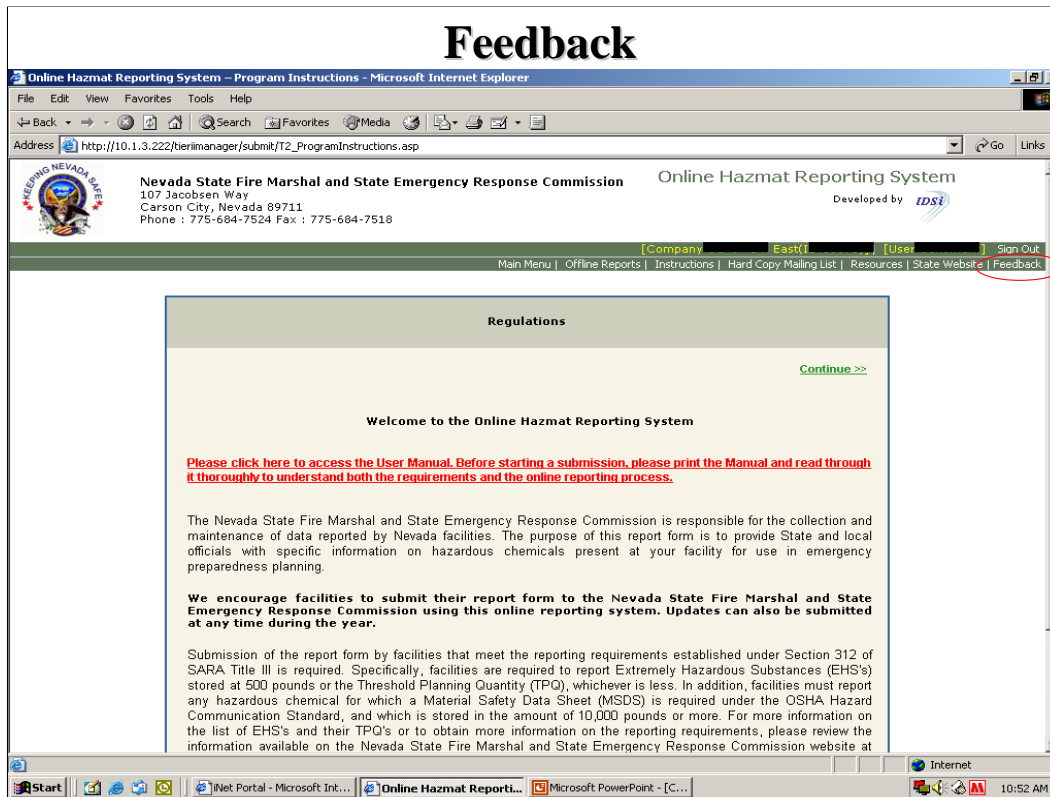 Feedback
Online Hazmat Reporting System – Program Instructions - Microsoft Internet Explorer
File Edit View Favorites Tools Help
Back Search Favorites Media
Address http://10.1.3.222/tieriimanager/submit/T2_ProgramInstructions.asp Go Links
KEEPING NEVADA SAFE
Nevada State Fire Marshal and State Emergency Response Commission
107 Jacobsen Way
Carson City, Nevada 89711
Phone : 775-684-7524 Fax : 775-684-7518
Online Hazmat Reporting System
Developed by IDSi
[Company East(I [User ] Sign Out
Main Menu | Offline Reports | Instructions | Hard Copy Mailing List | Resources | State Website | Feedback
Regulations
Continue >>
Welcome to the Online Hazmat Reporting System
Please click here to access the User Manual. Before starting a submission, please print the Manual and read through
it thoroughly to understand both the requirements and the online reporting process.
The Nevada State Fire Marshal and State Emergency Response Commission is responsible for the collection and
maintenance of data reported by Nevada facilities. The purpose of this report form is to provide State and local
officials with specific information on hazardous chemicals present at your facility for use in emergency
preparedness planning.
We encourage facilities to submit their report form to the Nevada State Fire Marshal and State
Emergency Response Commission using this online reporting system. Updates can also be submitted
at any time during the year.
Submission of the report form by facilities that meet the reporting requirements established under Section 312 of
SARA Title III is required. Specifically, facilities are required to report Extremely Hazardous Substances (EHS's)
stored at 500 pounds or the Threshold Planning Quantity (TPQ), whichever is less. In addition, facilities must report
any hazardous chemical for which a Material Safety Data Sheet (MSDS) is required under the OSHA Hazard
Communication Standard, and which is stored in the amount of 10,000 pounds or more. For more information on
the list of EHS's and their TPQ's or to obtain more information on the reporting requirements, please review the
information available on the Nevada State Fire Marshal and State Emergency Response Commission website at
Internet
Start iNet Portal - Microsoft Int... Online Hazmat Reporti... Microsoft PowerPoint - [C... 10:52 AM